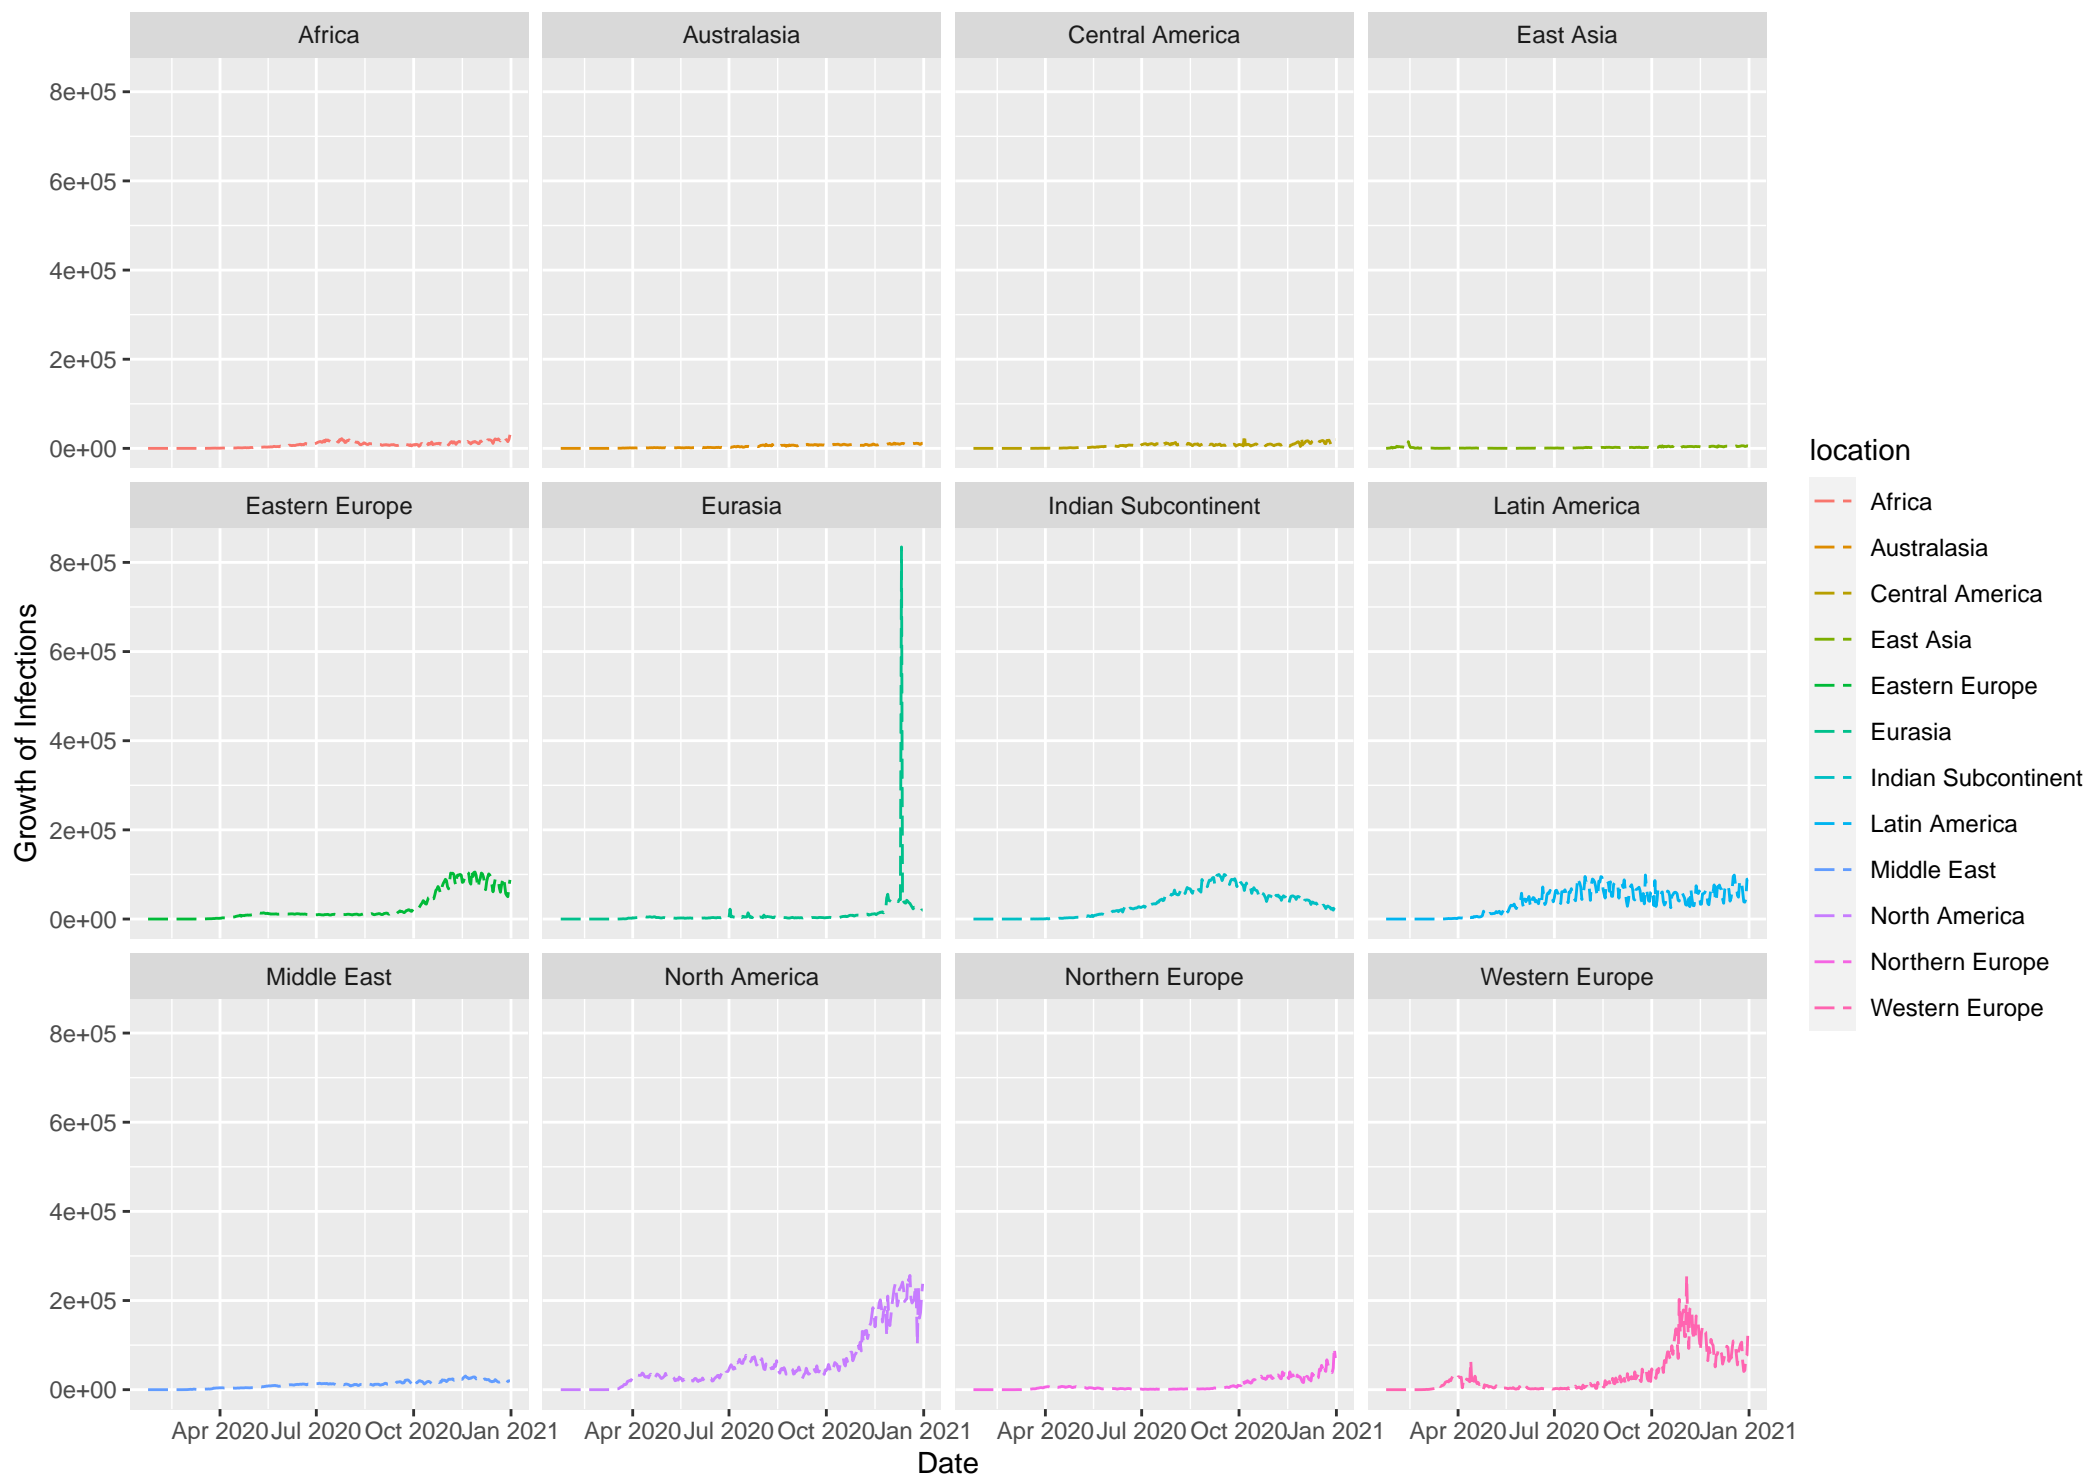 Africa
Australasia
Central America
East Asia
8e+05
6e+05
4e+05
2e+05
0e+00
Eastern Europe
Eurasia
Indian Subcontinent
Latin America
8e+05
6e+05
4e+05
2e+05
0e+00
Middle East
North America
Northern Europe
Western Europe
8e+05
6e+05
4e+05
2e+05
0e+00
Apr 2020 Jul 2020 Oct 2020 Jan 2021
Apr 2020 Jul 2020 Oct 2020 Jan 2021
Apr 2020 Jul 2020 Oct 2020 Jan 2021
Apr 2020 Jul 2020 Oct 2020 Jan 2021
Date
Growth of Infections
location
Africa
Australasia
Central America
East Asia
Eastern Europe
Eurasia
Indian Subcontinent
Latin America
Middle East
North America
Northern Europe
Western Europe